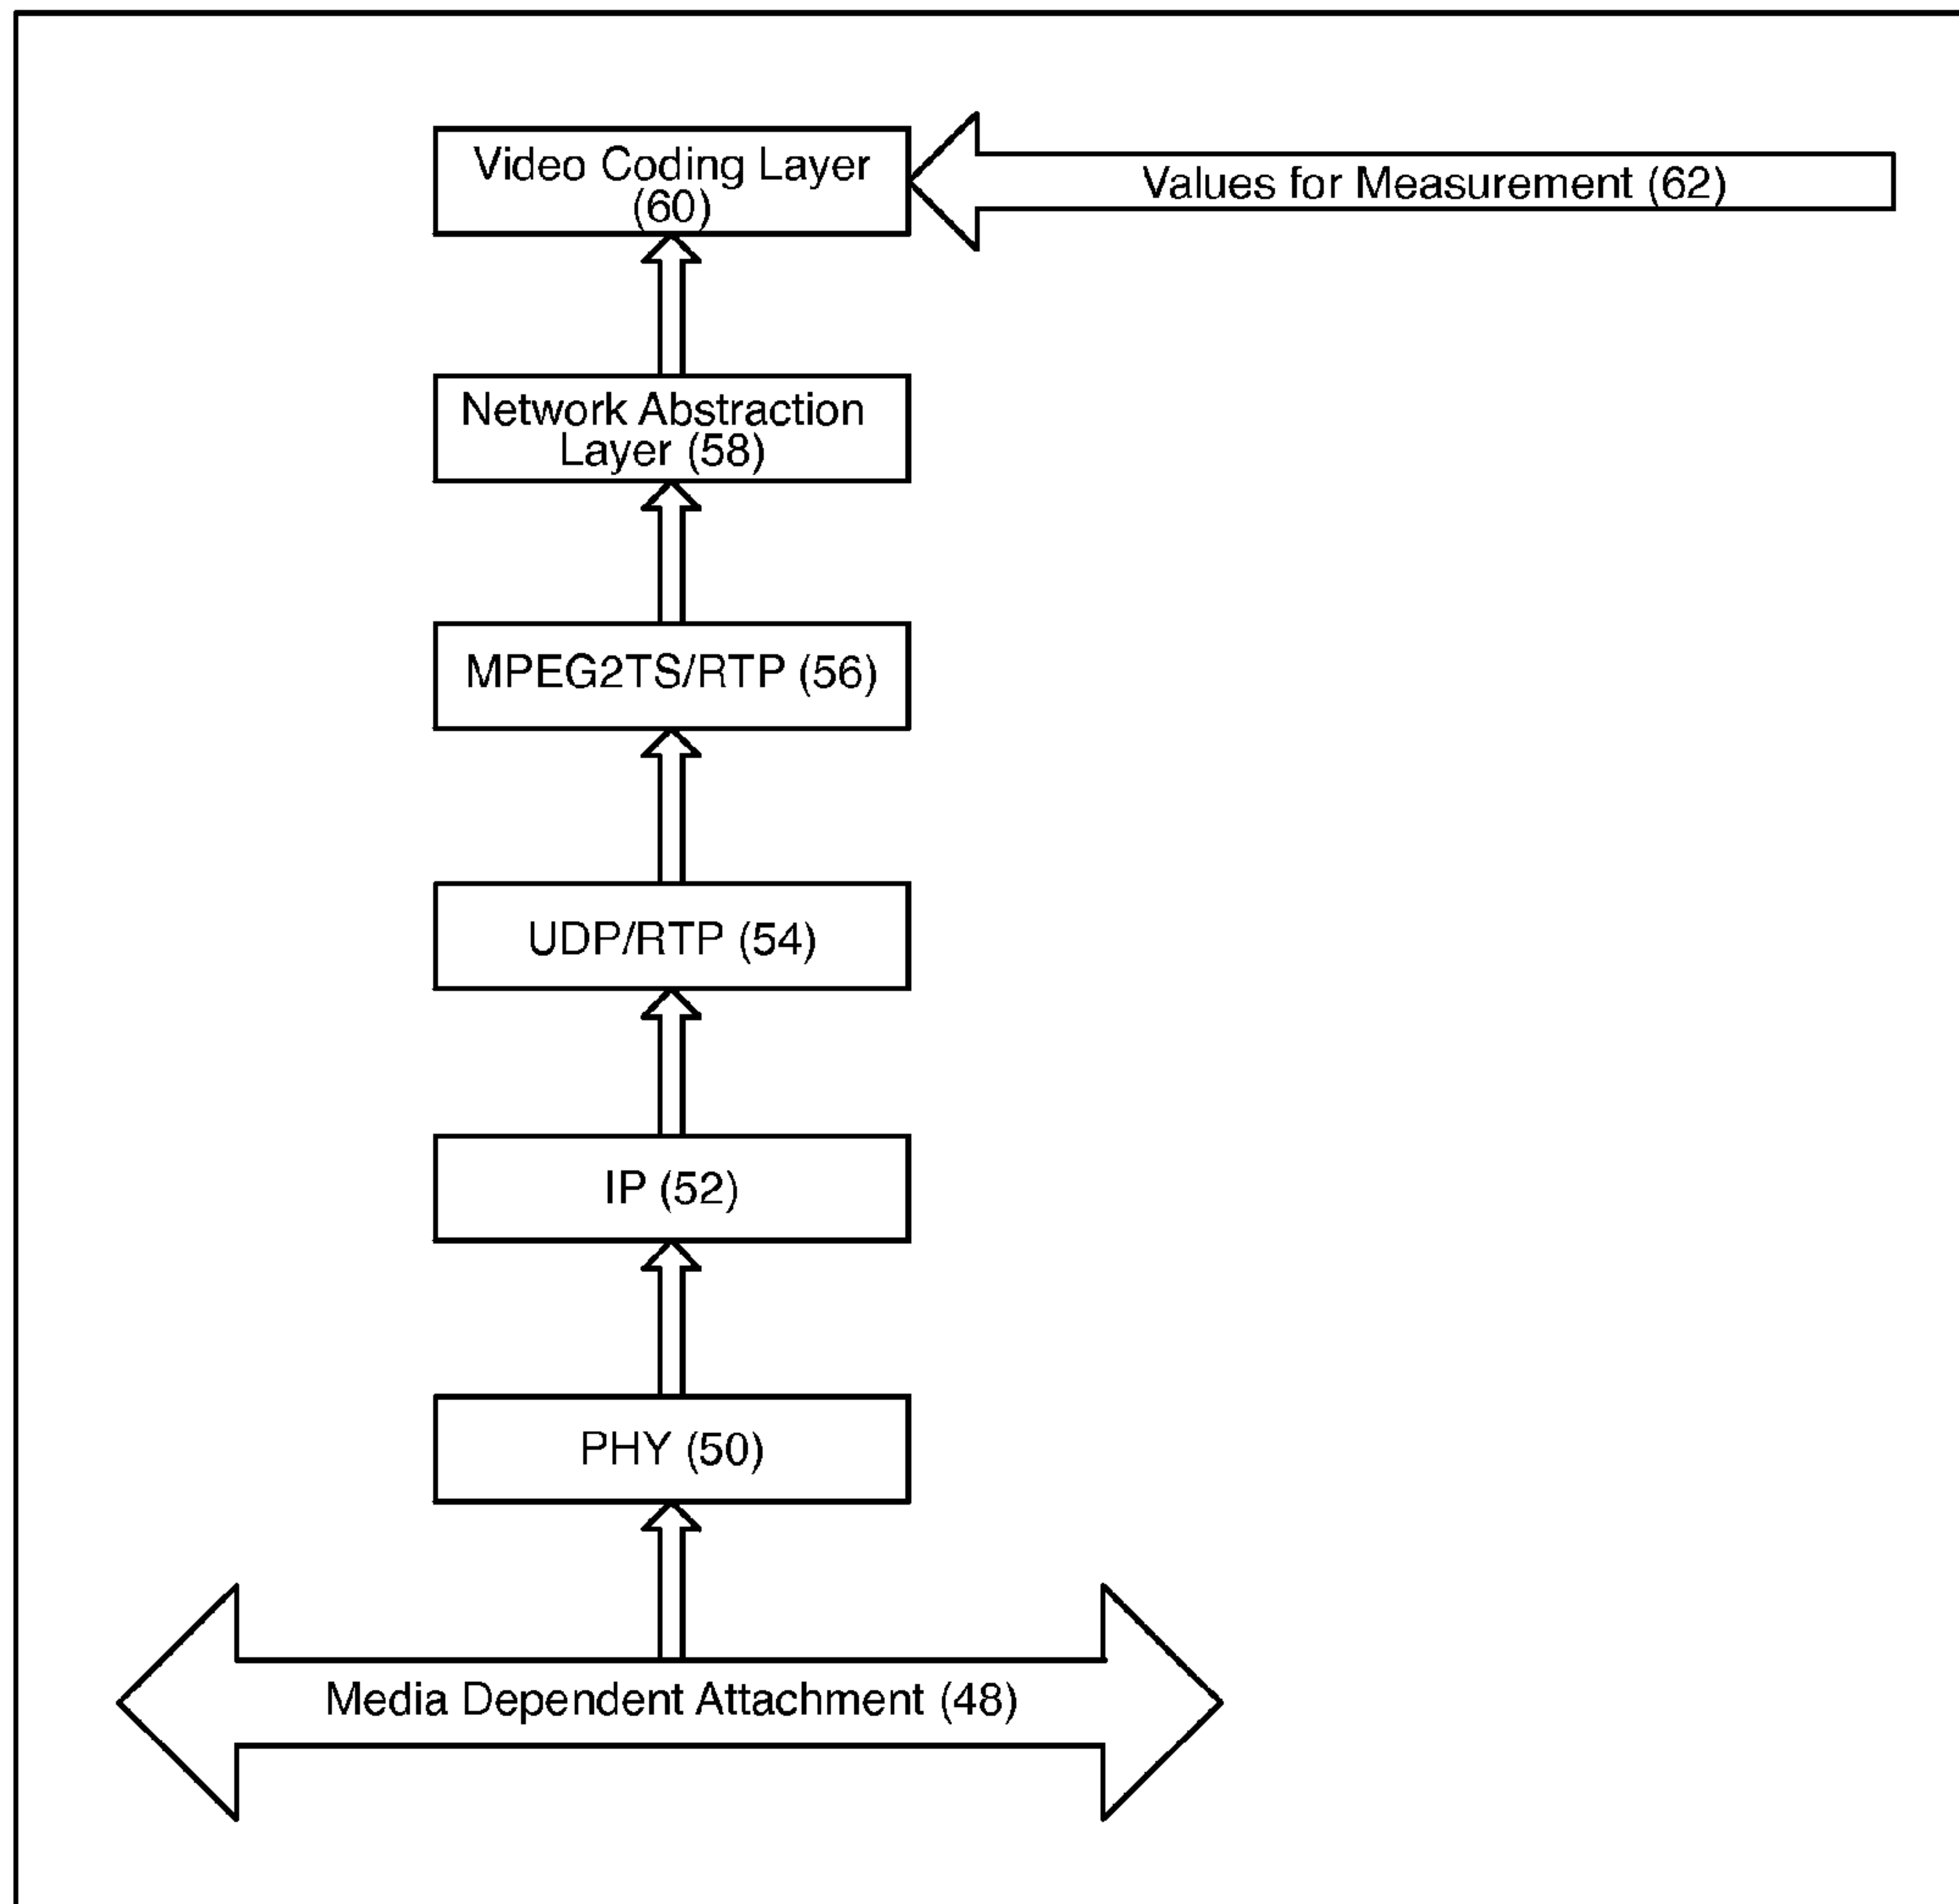 Video Coding Layer
(60)
Values for Measurement (62)
Network Abstraction
Layer (58)
MPEG2TS/RTP (56)
UDP/RTP (54)
IP (52)
PHY (50)
Media Dependent Attachment (48)